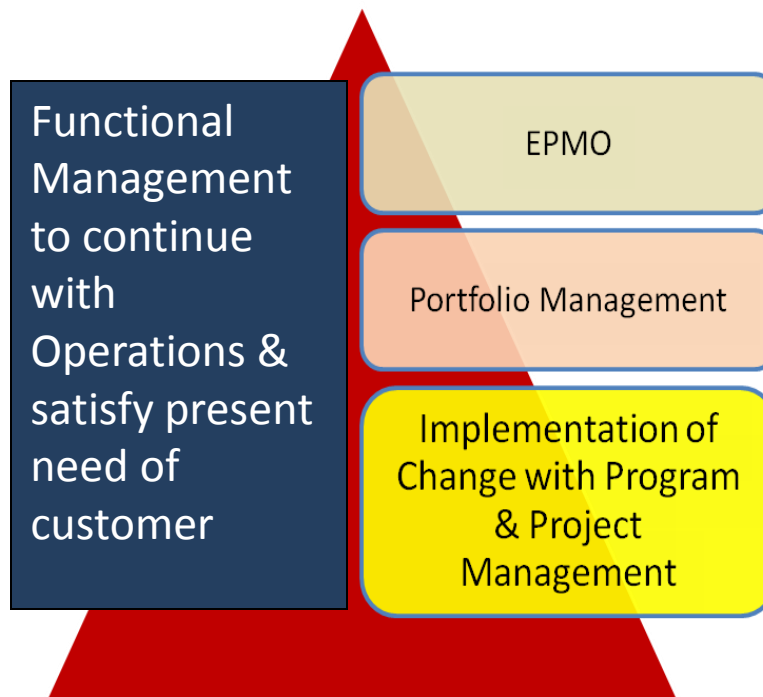 Functional
Management
to continue
with
Operations &
satisfy present
need of
customer
EPMO
Portfolio Management
Implementation of
Change with Program
& Project
Management